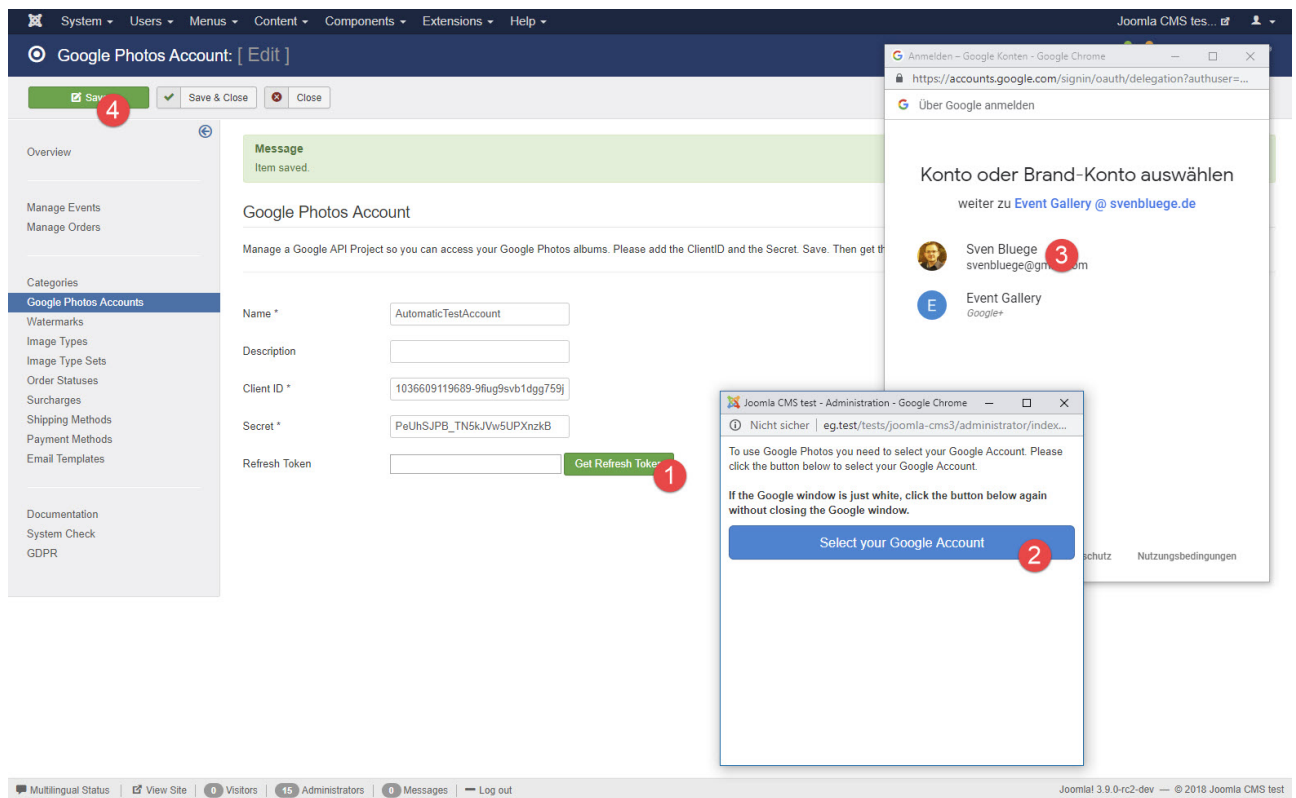 System Users Menus Content Components Extensions Help Joomla CMS tes...
Google Photos Account: [ Edit ]
4
Save & Close
Close
Overview
Manage Events
Manage Orders
Categories
Google Photos Accounts
Watermarks
Image Types
Image Type Sets
Order Statuses
Surcharges
Shipping Methods
Payment Methods
Email Templates
Documentation
System Check
GDPR
Message
Item saved.
Google Photos Account
Manage a Google API Project so you can access your Google Photos albums. Please add the ClientID and the Secret. Save. Then get th
Name * AutomaticTestAccount
Description
Client ID * 1036609119689-9fiug9svb1dgg759j
Secret * PeUhSJPB_TN5kJVw5UPXnzkB
Refresh Token Get Refresh Token
1
Anmelden – Google Konten - Google Chrome
https://accounts.google.com/signin/oauth/delegation?authuser=...
G Über Google anmelden
Konto oder Brand-Konto auswählen
weiter zu Event Gallery @ svenbluege.de
Sven Bluege
3
E Event Gallery
Google+
Nutzungsbedingungen
Joomla CMS test - Administration - Google Chrome
Nicht sicher | eg.test/tests/joomla-cms3/administrator/index...
To use Google Photos you need to select your Google Account. Please
click the button below to select your Google Account.
If the Google window is just white, click the button below again
without closing the Google window.
Select your Google Account
2
Multilingual Status View Site 0 Visitors 15 Administrators 0 Messages Log out
Joomla! 3.9.0-rc2-dev — © 2018 Joomla CMS test